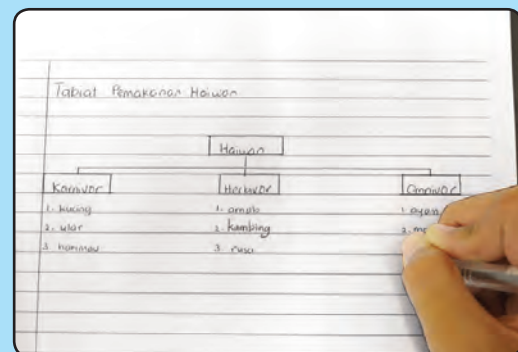 Tabiat Pemakanan Haiwan
Haiwan
Karnivor Herbivor Omnivor
1. kucing 1. arnab 1. ayam
2. ular 2. kambing 2.
3. harimau 3. rusa